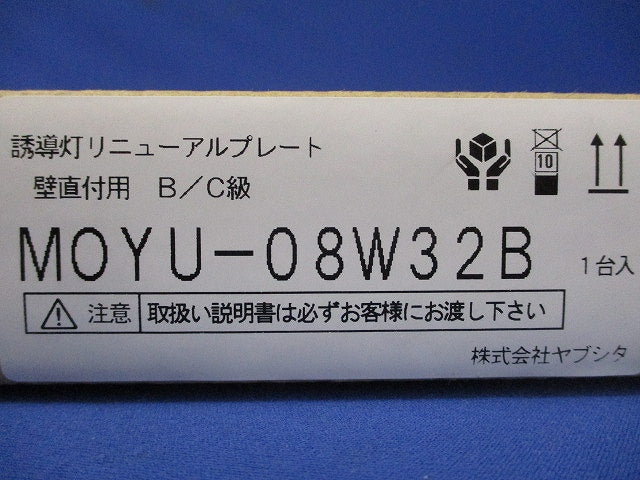 誘導灯リニューアルプレート
壁直付用 B/C級
10
MOYU-08W32B 1台入
注意 取扱い説明書は必ずお客様にお渡し下さい
株式会社ヤブシタ